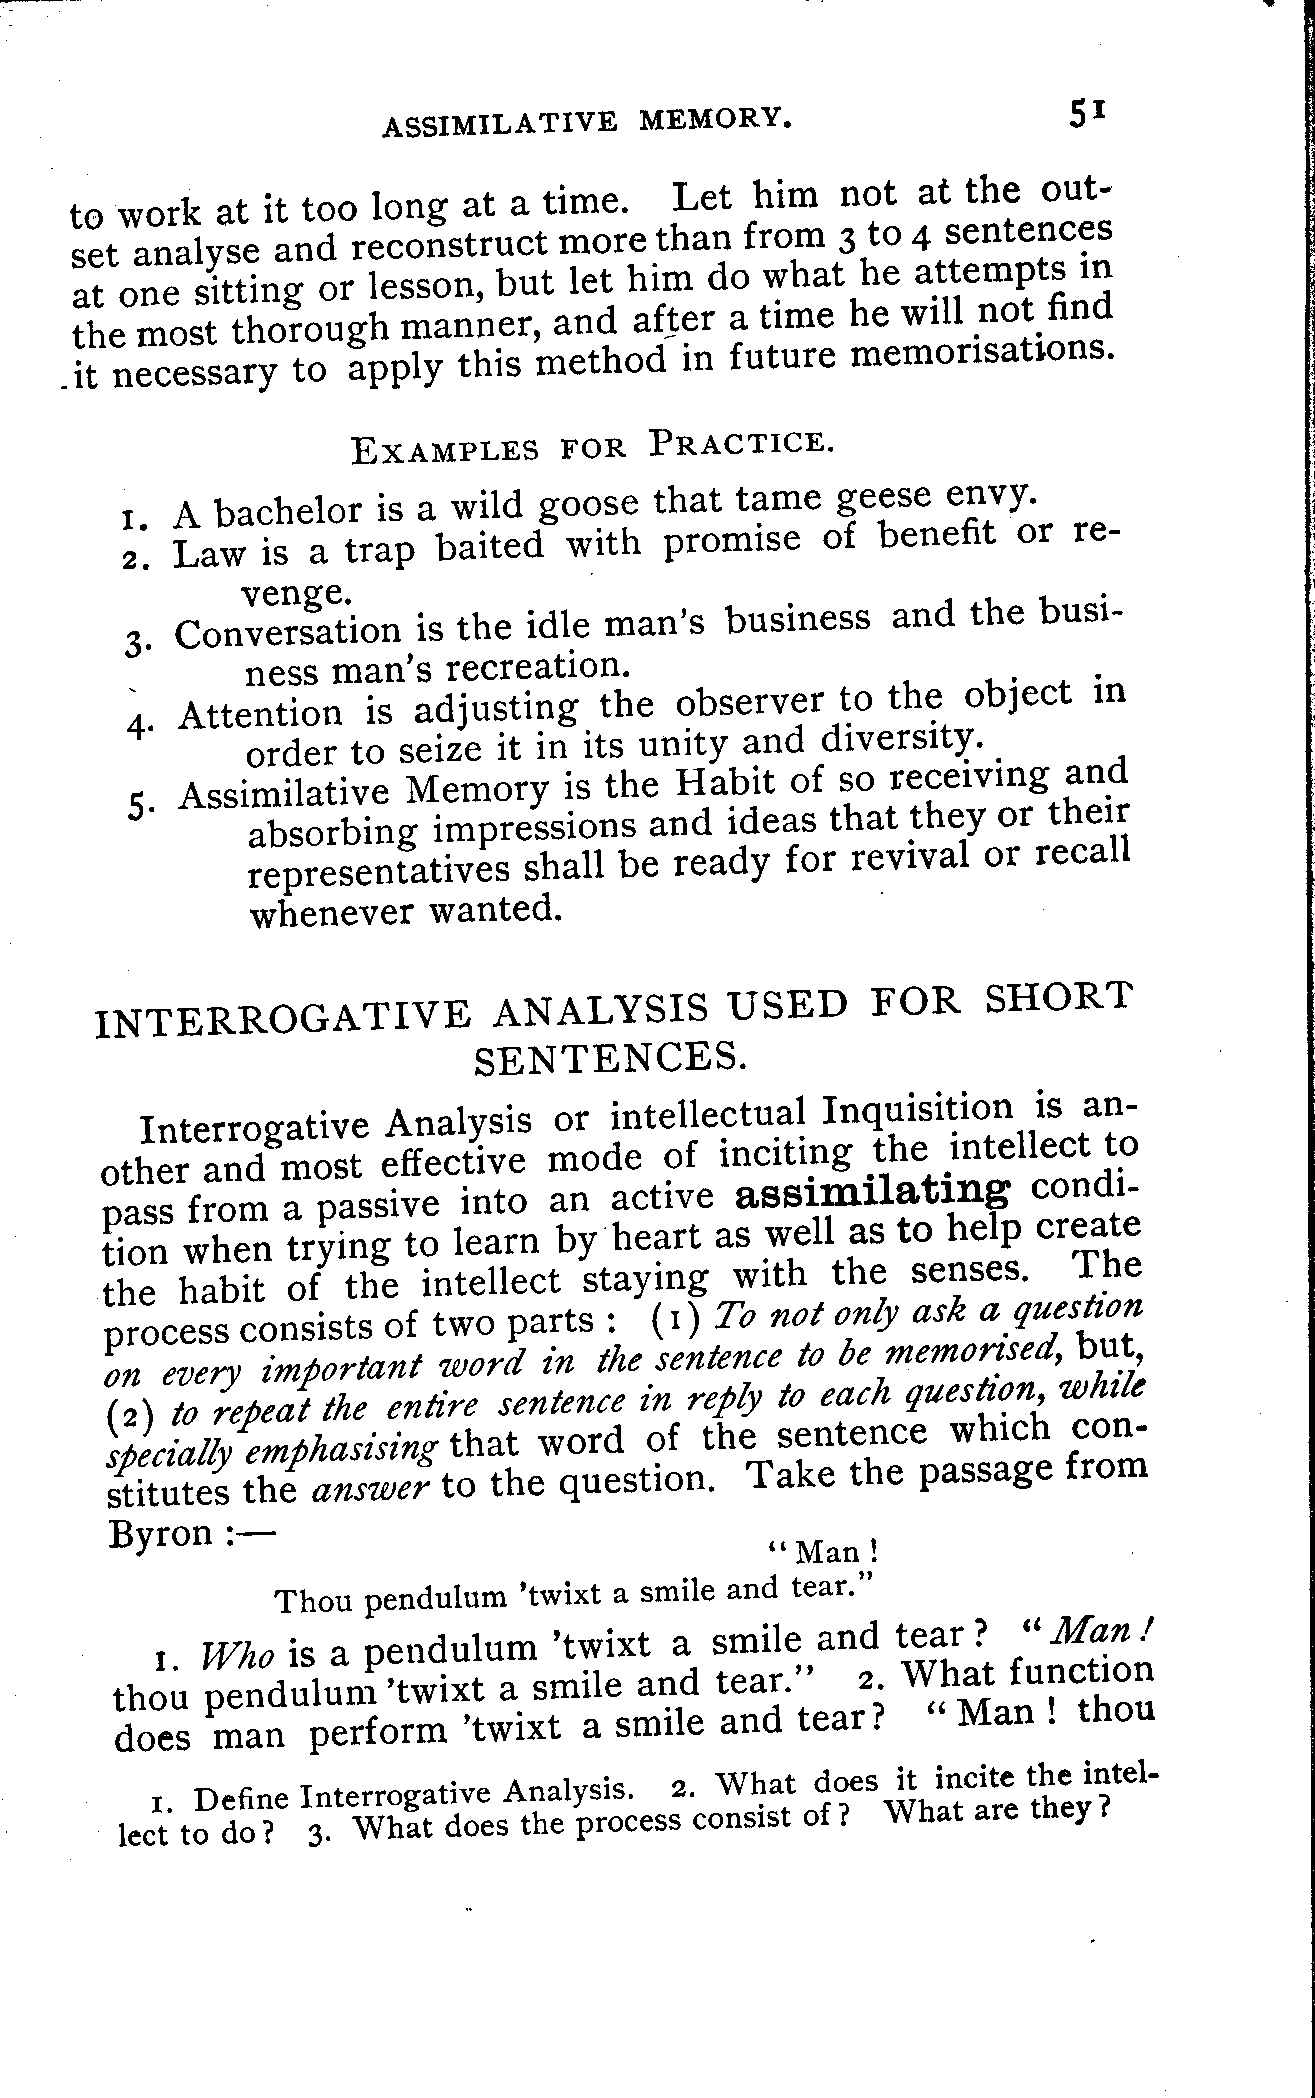 ASSIMILATIVE MEMORY. 51
to work at it too long at a time. Let him not at the out-
set analyse and reconstruct more than from 3 to 4 sentences
at one sitting or lesson, but let him do what he attempts in
the most thorough manner, and after a time he will not find
it necessary to apply this method in future memorisations.
EXAMPLES FOR PRACTICE.
1. A bachelor is a wild goose that tame geese envy.
2. Law is a trap baited with promise of benefit or re-
venge.
3. Conversation is the idle man's business and the busi-
ness man's recreation.
4. Attention is adjusting the observer to the object in
order to seize it in its unity and diversity.
5. Assimilative Memory is the Habit of so receiving and
absorbing impressions and ideas that they or their
representatives shall be ready for revival or recall
whenever wanted.
INTERROGATIVE ANALYSIS USED FOR SHORT
SENTENCES.
Interrogative Analysis or intellectual Inquisition is an-
other and most effective mode of inciting the intellect to
pass from a passive into an active assimilating condi-
tion when trying to learn by heart as well as to help create
the habit of the intellect staying with the senses. The
process consists of two parts : (1) To not only ask a question
on every important word in the sentence to be memorised, but,
(2) to repeat the entire sentence in reply to each question, while
specially emphasising that word of the sentence which con-
stitutes the answer to the question. Take the passage from
Byron :—
“ Man !
Thou pendulum 'twixt a smile and tear.”
1. Who is a pendulum 'twixt a smile and tear ? “ Man !
thou pendulum 'twixt a smile and tear.” 2. What function
does man perform 'twixt a smile and tear ? “ Man ! thou
1. Define Interrogative Analysis. 2. What does it incite the intel-
lect to do ? 3. What does the process consist of ? What are they ?